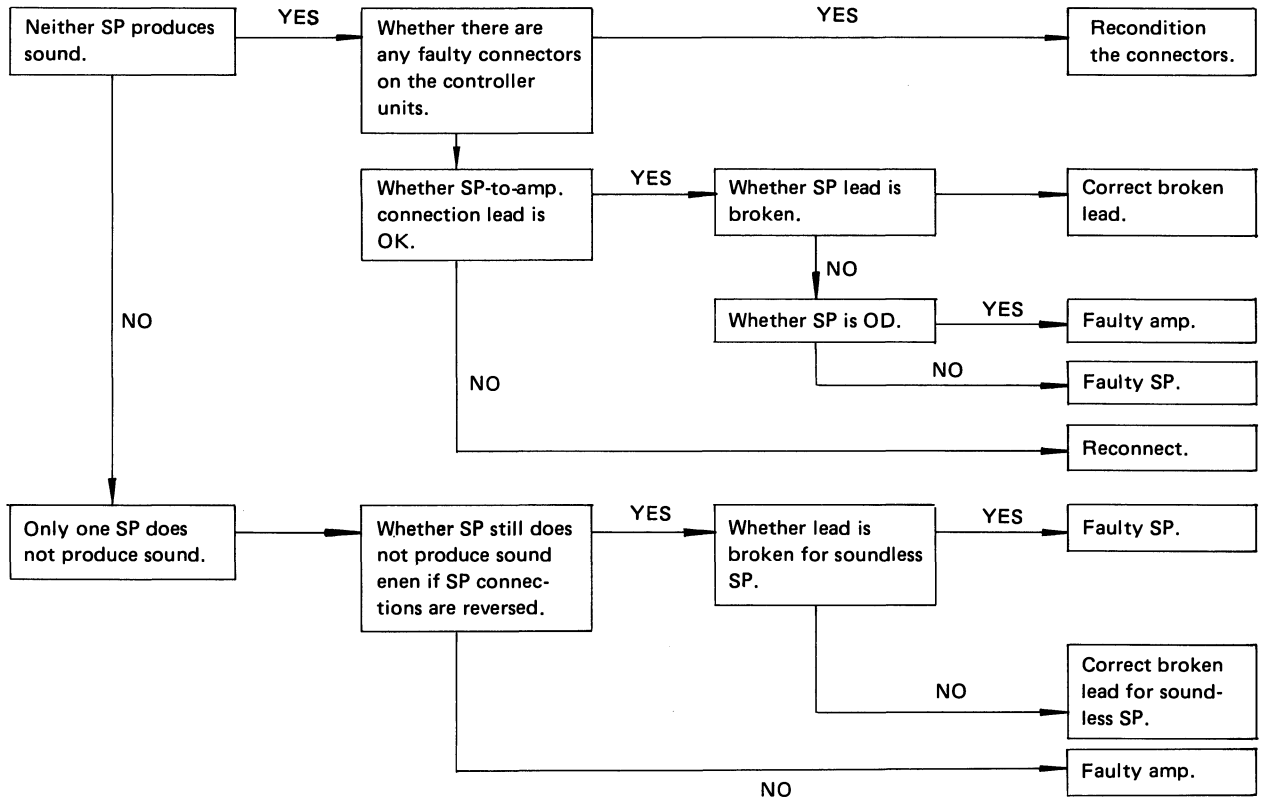 Neither SP produces
sound.
YES
Whether there are
any faulty connectors
on the controller
units.
YES
Recondition
the connectors.
Whether SP-to-amp.
connection lead is
OK.
YES
Whether SP lead is
broken.
Correct broken
lead.
NO
Whether SP is OD.
YES
Faulty amp.
NO
Faulty SP.
NO
Reconnect.
NO
Only one SP does
not produce sound.
Whether SP still does
not produce sound
enen if SP connec-
tions are reversed.
YES
Whether lead is
broken for soundless
SP.
YES
Faulty SP.
NO
Correct broken
lead for sound-
less SP.
NO
Faulty amp.